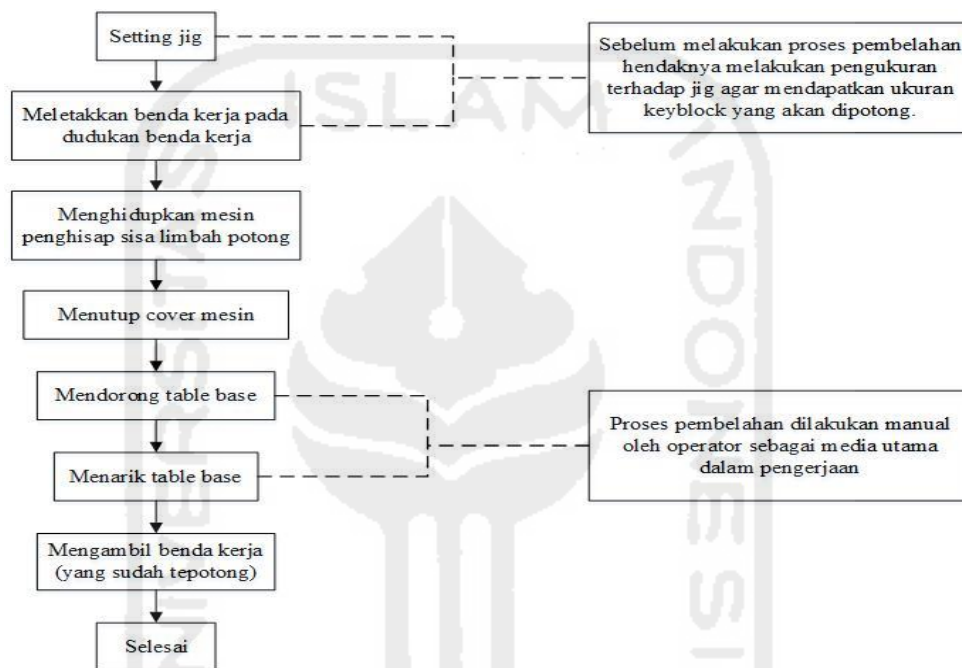 Setting jig
Sebelum melakukan proses pembelahan
hendaknya melakukan pengukuran
terhadap jig agar mendapatkan ukuran
keyblock yang akan dipotong.
Meletakkan benda kerja pada
dudukan benda kerja
Menghidupkan mesin
penghisap sisa limbah potong
Menutup cover mesin
Mendorong table base
Proses pembelahan dilakukan manual
oleh operator sebagai media utama
dalam pengerjaan
Menarik table base
Mengambil benda kerja
(yang sudah tepotong)
Selesai
ISLAM
INDONESI